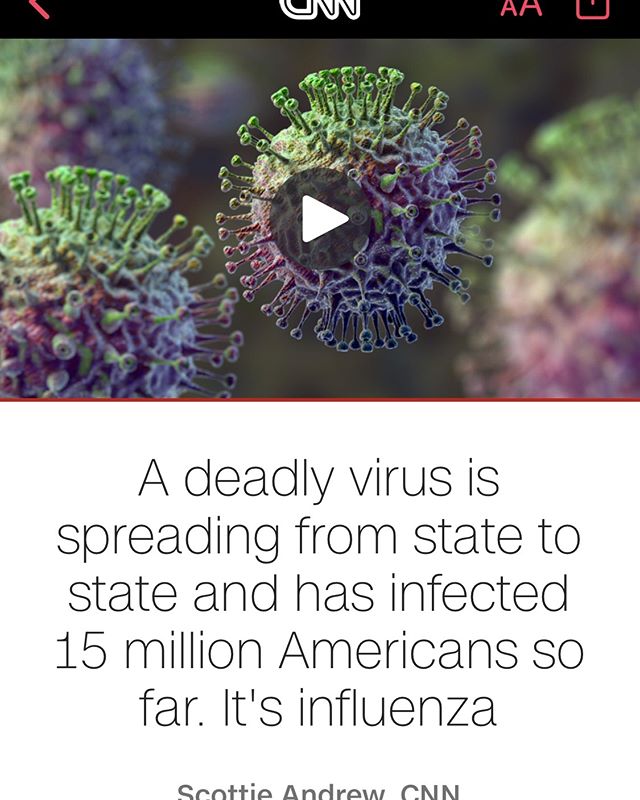 CNN
AA
A deadly virus is
spreading from state to
state and has infected
15 million Americans so
far. It's influenza
Scottie Andrew, CNN